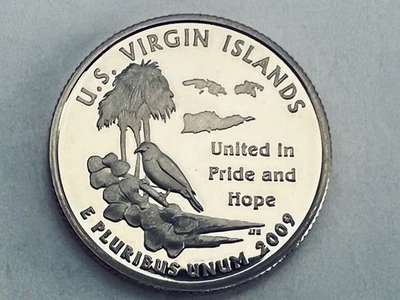 U.S. VIRGIN ISLANDS
United in
Pride and
Hope
E PLURIBUS UNUM 2009